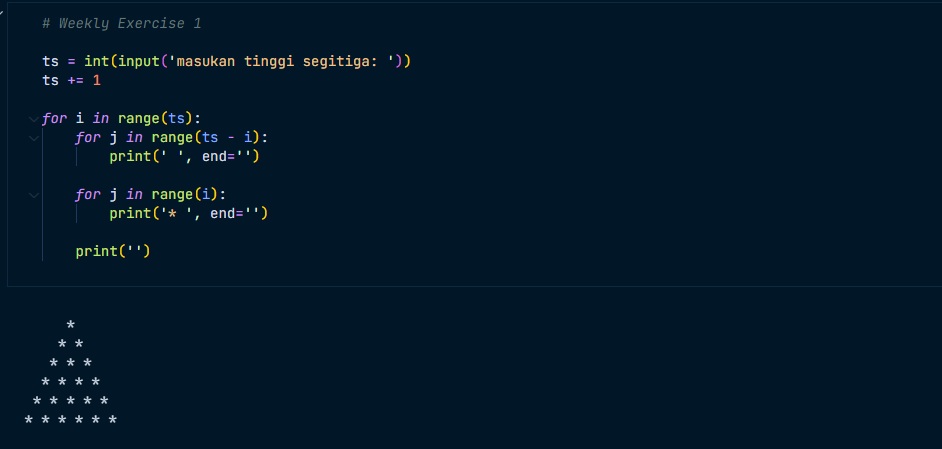 # Weekly Exercise 1
ts = int(input('masukan tinggi segitiga: '))
ts += 1
for i in range(ts):
    for j in range(ts - i):
        print(' ', end='')
    for j in range(i):
        print('* ', end='')
    print('')
     *
    * *
   * * *
  * * * *
 * * * * *
* * * * * *